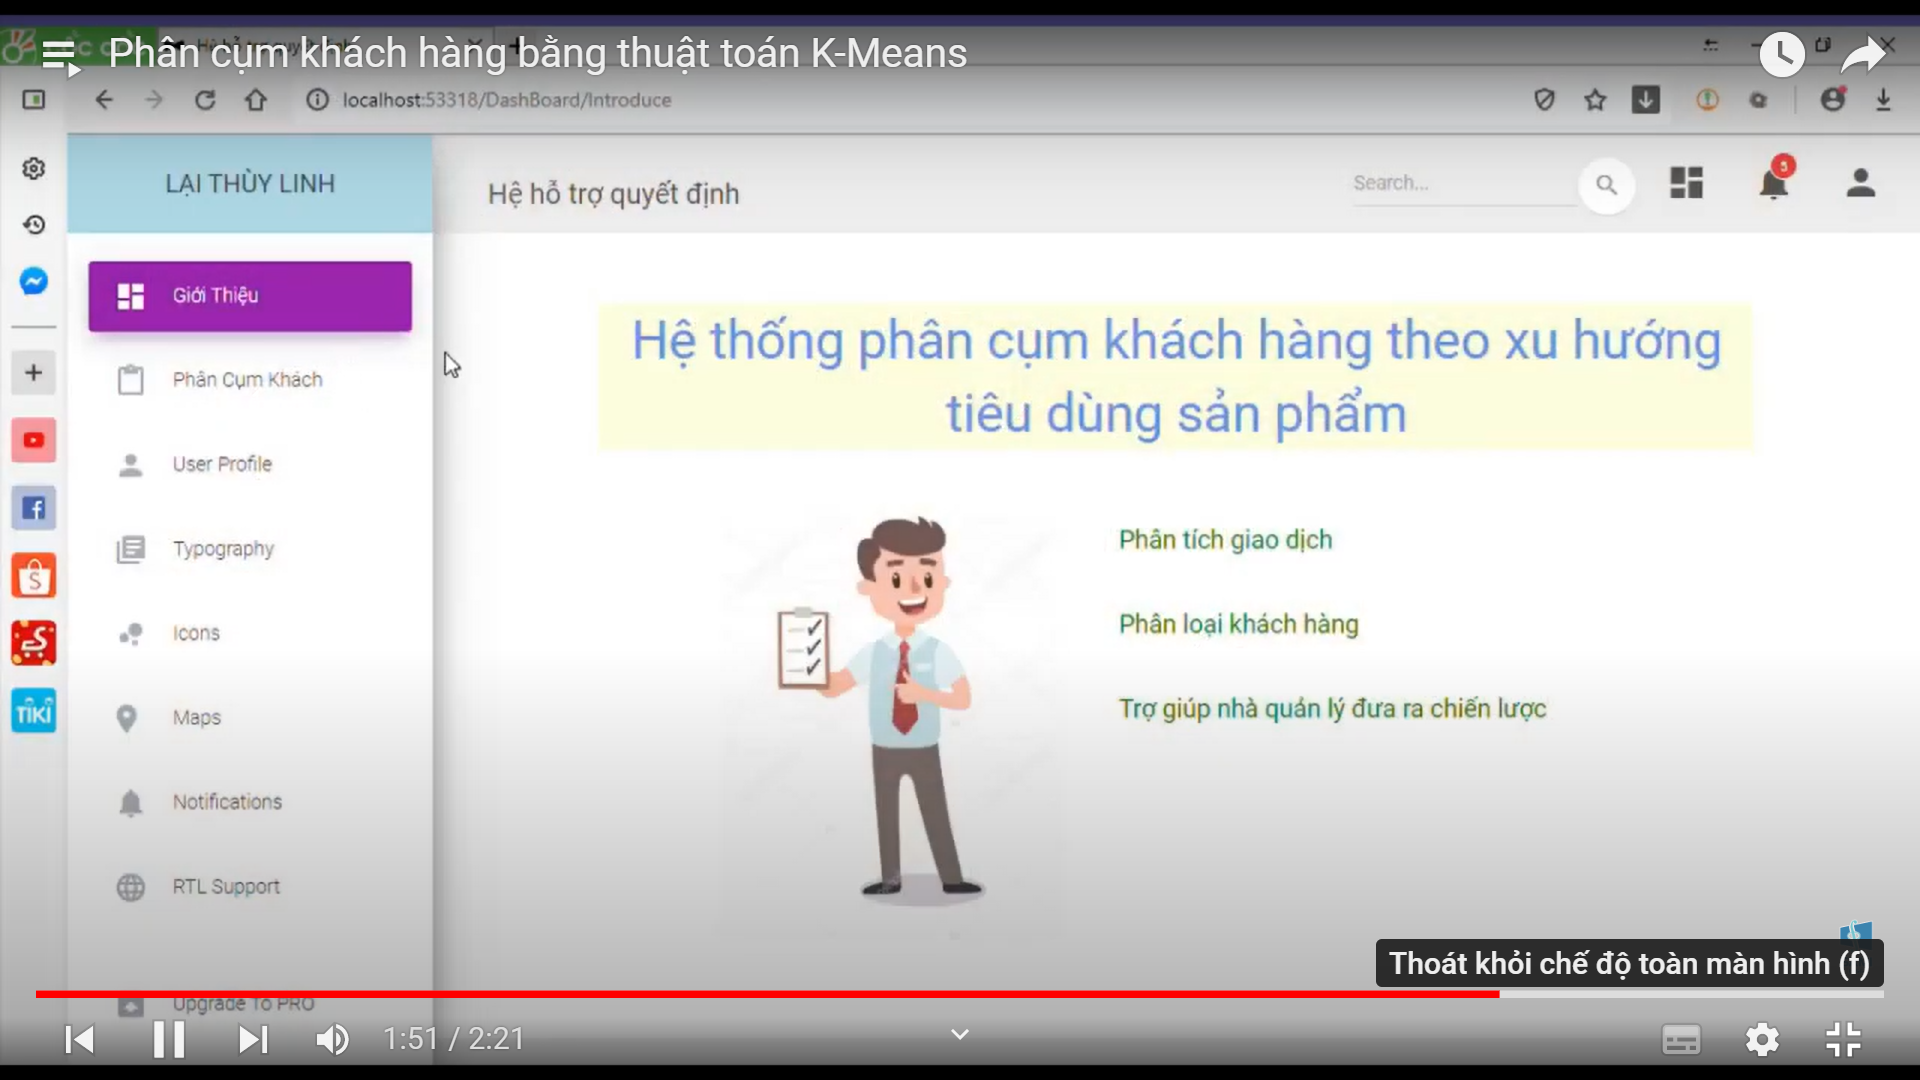 Phân cụm khách hàng bằng thuật toán K-Means
localhost:53318/DashBoard/Introduce
LẠI THÙY LINH
Hệ hỗ trợ quyết định
Search...
5
Giới Thiệu
Phân Cụm Khách
User Profile
Typography
Icons
Maps
Notifications
RTL Support
Upgrade To PRO
TIKI
Hệ thống phân cụm khách hàng theo xu hướng
tiêu dùng sản phẩm
Phân tích giao dịch
Phân loại khách hàng
Trợ giúp nhà quản lý đưa ra chiến lược
Thoát khỏi chế độ toàn màn hình (f)
1:51 / 2:21